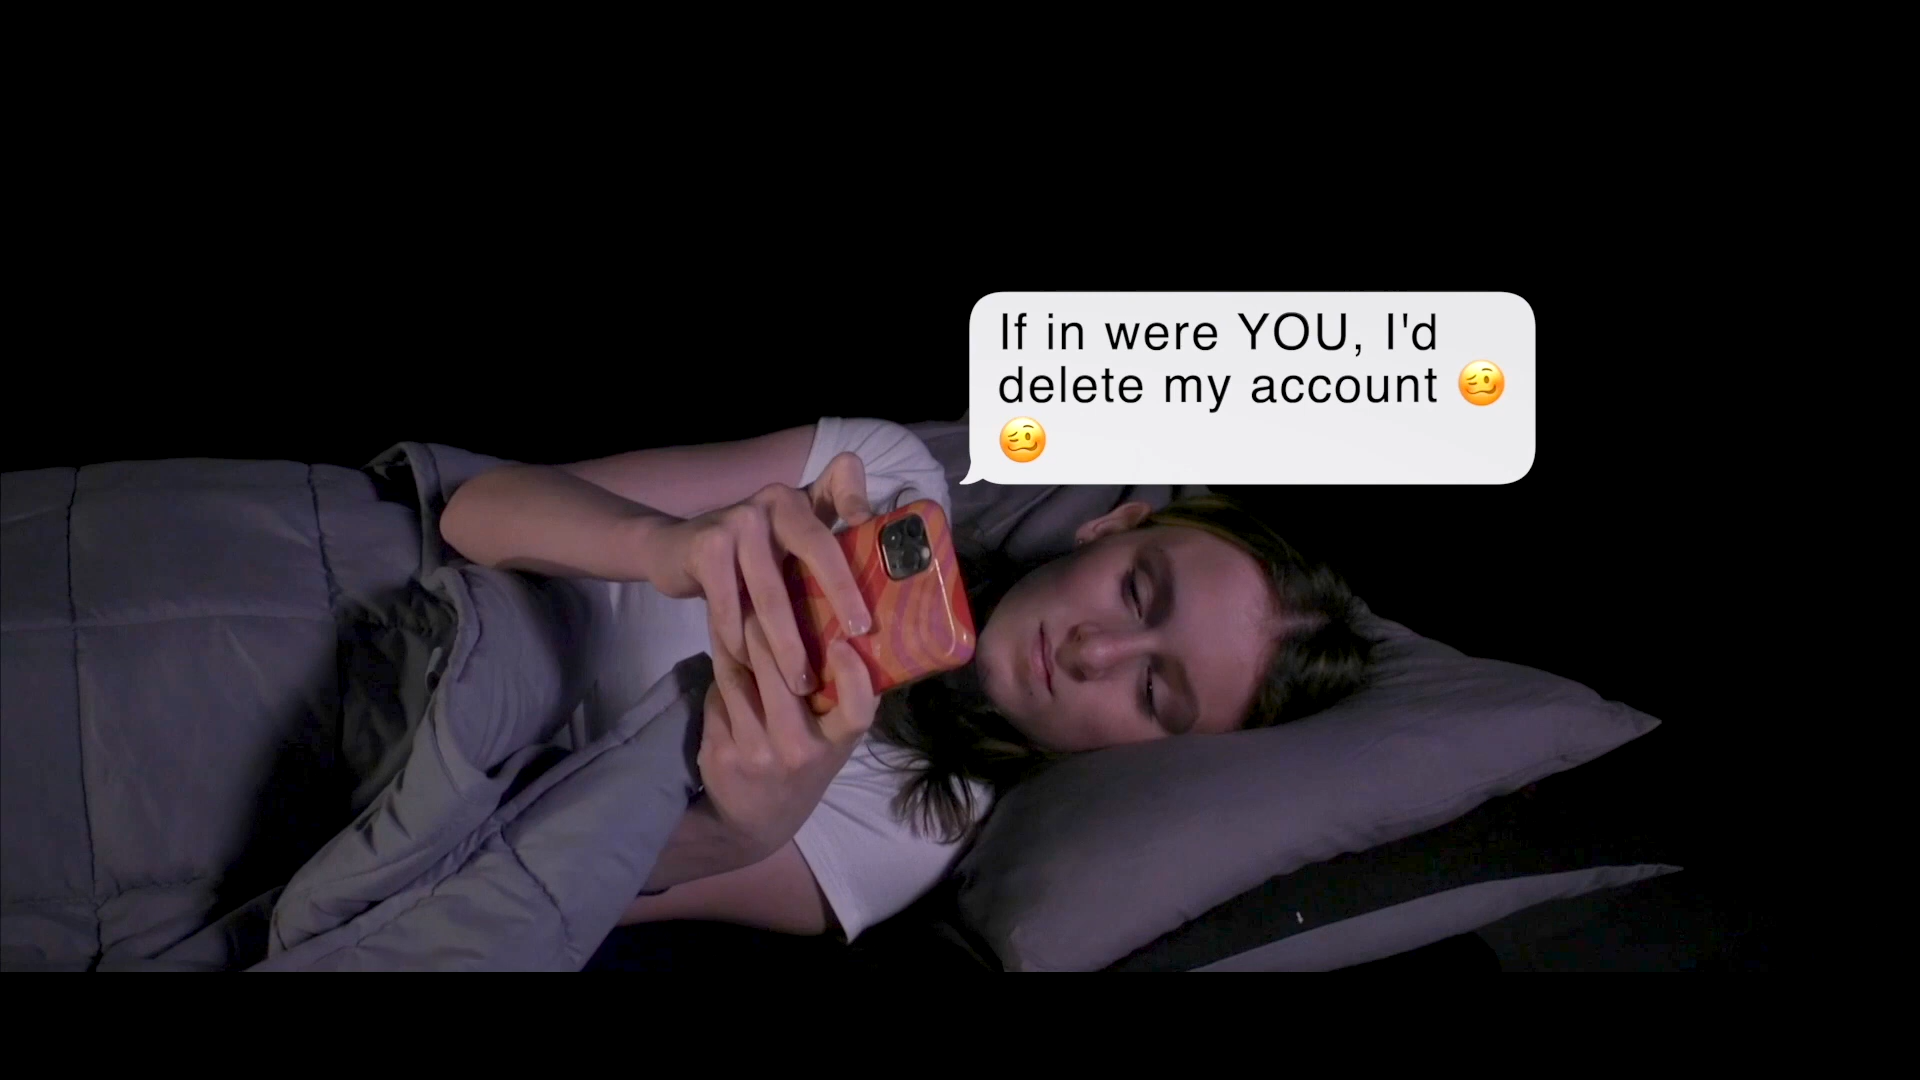 If in were YOU, I'd
delete my account 🥴
🥴